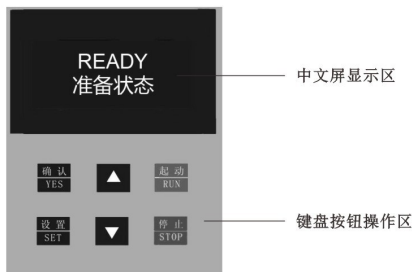 READY
准备状态
中文屏显示区
确 认
YES
起 动
RUN
设 置
SET
停 止
STOP
键盘按钮操作区